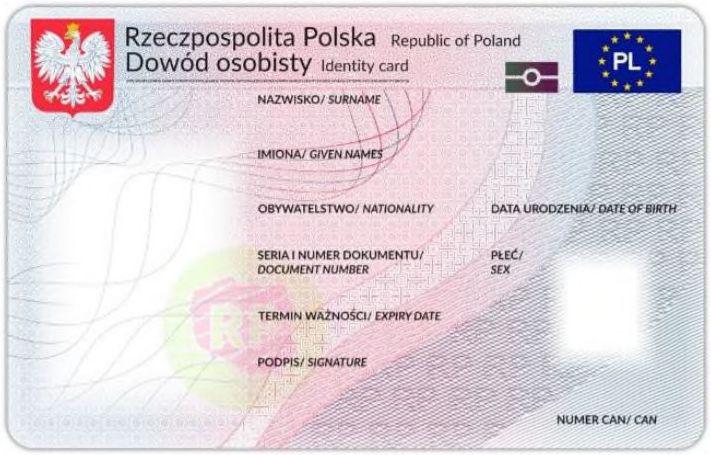 Rzeczpospolita Polska Republic of Poland
Dowód osobisty Identity card
PL
NAZWISKO/ SURNAME
IMIONA/ GIVEN NAMES
OBYWATELSTWO/ NATIONALITY
DATA URODZENIA/ DATE OF BIRTH
SERIA I NUMER DOKUMENTU/
DOCUMENT NUMBER
PŁEĆ/
SEX
TERMIN WAŻNOŚCI/ EXPIRY DATE
RP
PODPIS/ SIGNATURE
NUMER CAN/ CAN